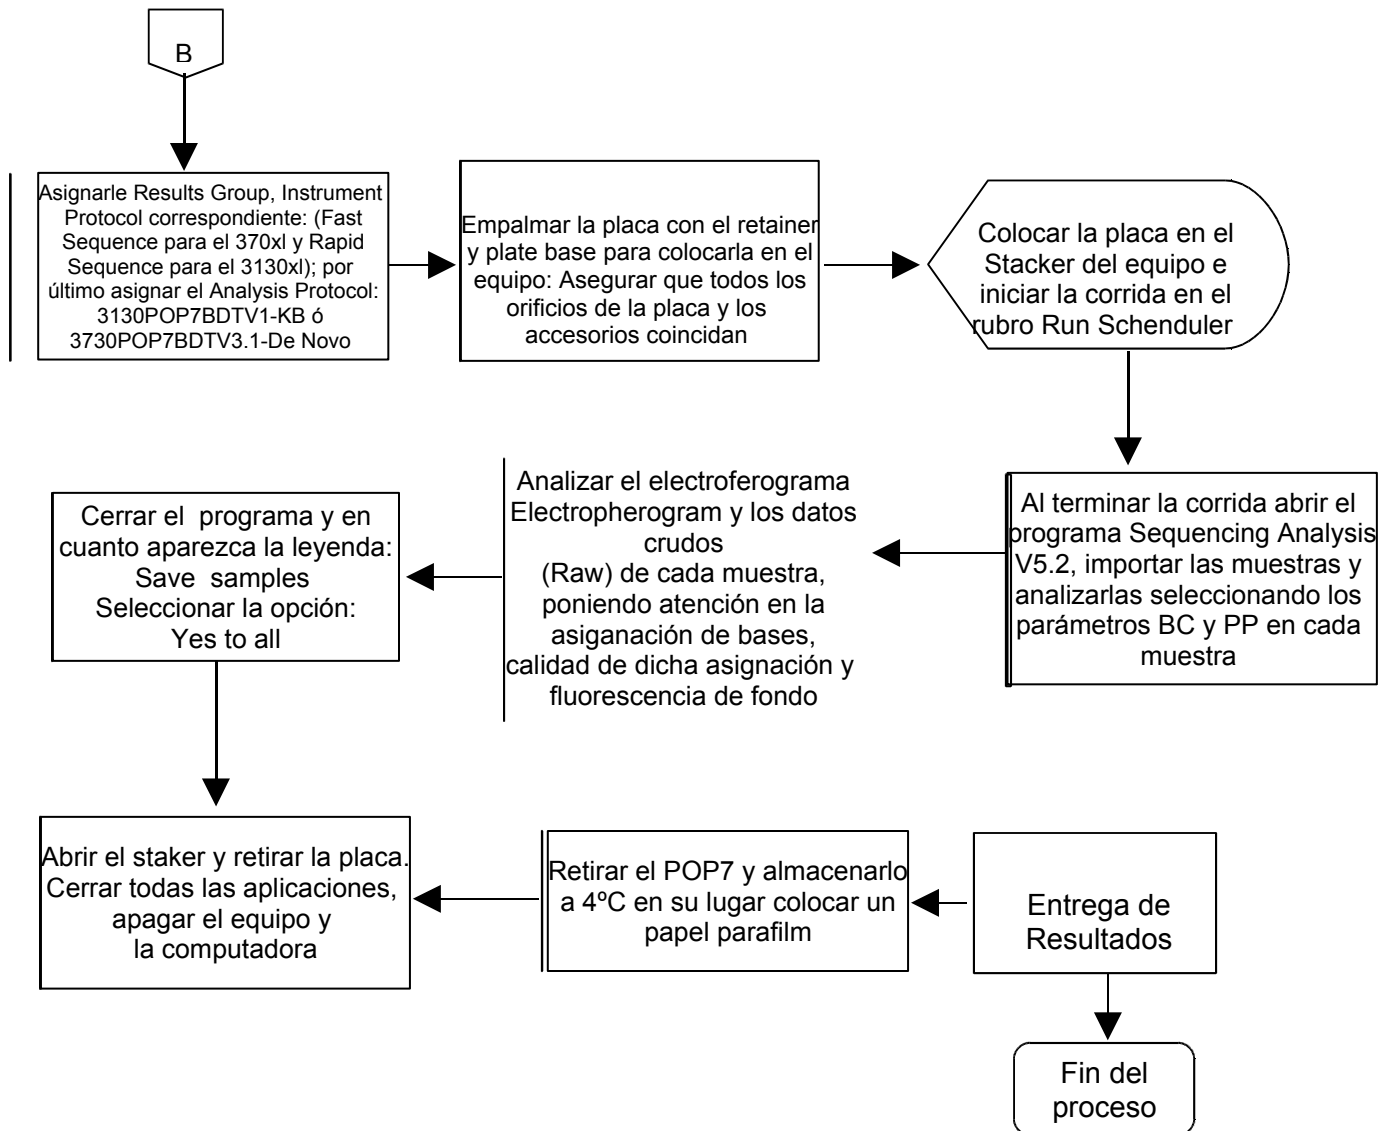 B
Asignarle Results Group, Instrument
Protocol correspondiente: (Fast
Sequence para el 370xl y Rapid
Sequence para el 3130xl); por
último asignar el Analysis Protocol:
3130POP7BDTV1-KB ó
3730POP7BDTV3.1-De Novo
Empalmar la placa con el retainer
y plate base para colocarla en el
equipo: Asegurar que todos los
orificios de la placa y los
accesorios coincidan
Colocar la placa en el
Stacker del equipo e
iniciar la corrida en el
rubro Run Schenduler
Al terminar la corrida abrir el
programa Sequencing Analysis
V5.2, importar las muestras y
analizarlas seleccionando los
parámetros BC y PP en cada
muestra
Analizar el electroferograma
Electropherogram y los datos
crudos
(Raw) de cada muestra,
poniendo atención en la
asiganación de bases,
calidad de dicha asignación y
fluorescencia de fondo
Cerrar el programa y en
cuanto aparezca la leyenda:
Save samples
Seleccionar la opción:
Yes to all
Abrir el staker y retirar la placa.
Cerrar todas las aplicaciones,
apagar el equipo y
la computadora
Retirar el POP7 y almacenarlo
a 4ºC en su lugar colocar un
papel parafilm
Entrega de
Resultados
Fin del
proceso